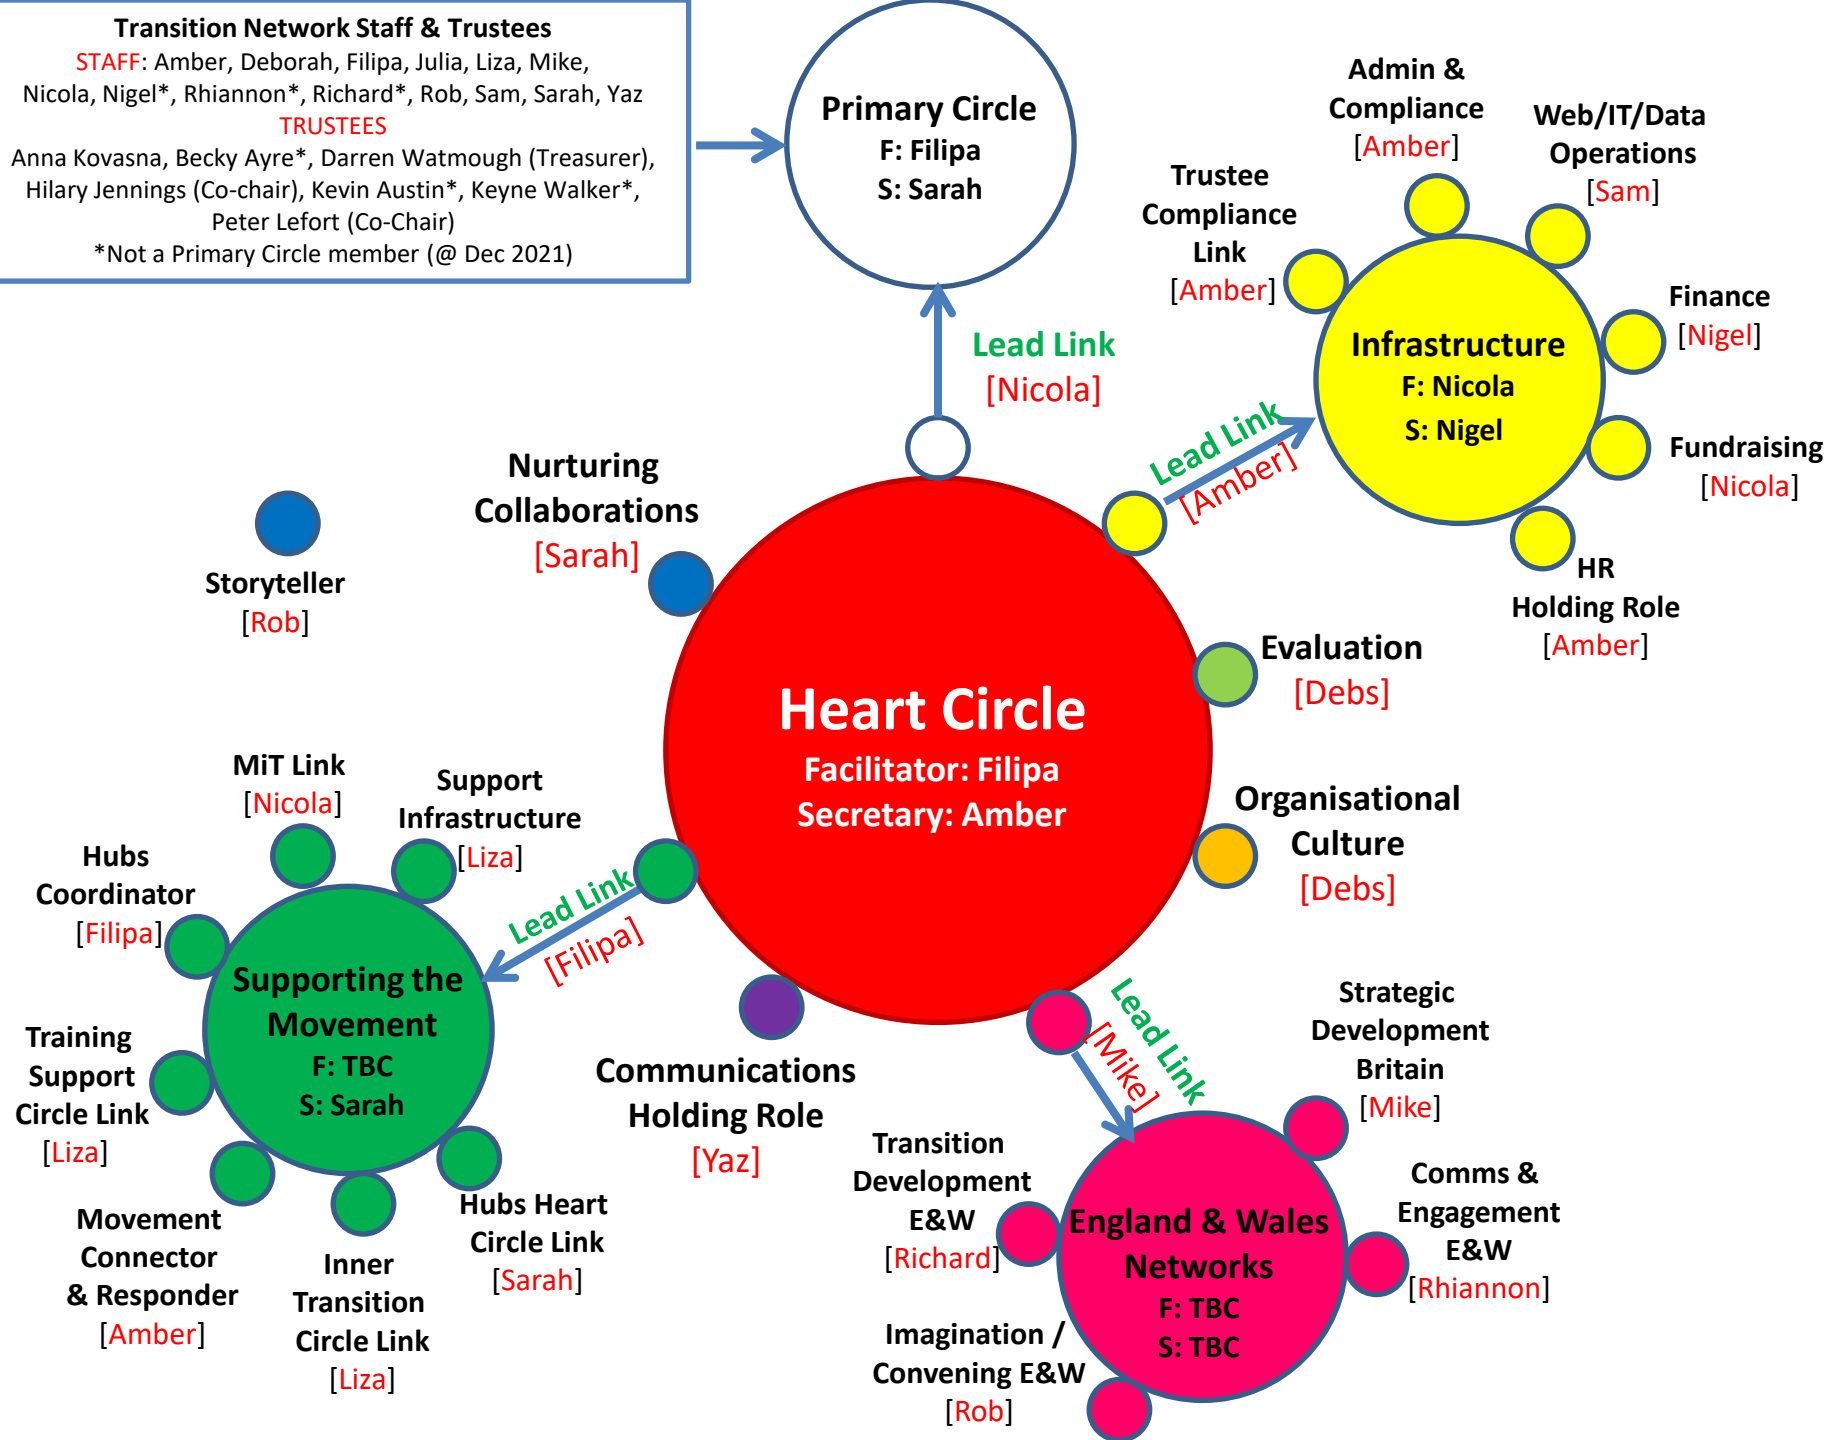 Transition Network Staff & Trustees
STAFF: Amber, Deborah, Filipa, Julia, Liza, Mike,
Nicola, Nigel*, Rhiannon*, Richard*, Rob, Sam, Sarah, Yaz
TRUSTEES
Anna Kovasna, Becky Ayre*, Darren Watmough (Treasurer),
Hilary Jennings (Co-chair), Kevin Austin*, Keyne Walker*,
Peter Lefort (Co-Chair)
*Not a Primary Circle member (@ Dec 2021)
Primary Circle
F: Filipa
S: Sarah
Lead Link
[Nicola]
Admin &
Compliance
[Amber]
Web/IT/Data
Operations
[Sam]
Trustee
Compliance
Link
[Amber]
Finance
[Nigel]
Infrastructure
F: Nicola
S: Nigel
Fundraising
[Nicola]
HR
Holding Role
[Amber]
Lead Link
[Amber]
Nurturing
Collaborations
[Sarah]
Storyteller
[Rob]
Heart Circle
Facilitator: Filipa
Secretary: Amber
Evaluation
[Debs]
Organisational
Culture
[Debs]
MiT Link
[Nicola]
Support
Infrastructure
[Liza]
Hubs
Coordinator
[Filipa]
Lead Link
[Filipa]
Supporting the
Movement
F: TBC
S: Sarah
Training
Support
Circle Link
[Liza]
Movement
Connector
& Responder
[Amber]
Inner
Transition
Circle Link
[Liza]
Hubs Heart
Circle Link
[Sarah]
Communications
Holding Role
[Yaz]
Lead Link
[Mike]
Strategic
Development
Britain
[Mike]
Transition
Development
E&W
[Richard]
England & Wales
Networks
F: TBC
S: TBC
Comms &
Engagement
E&W
[Rhiannon]
Imagination /
Convening E&W
[Rob]